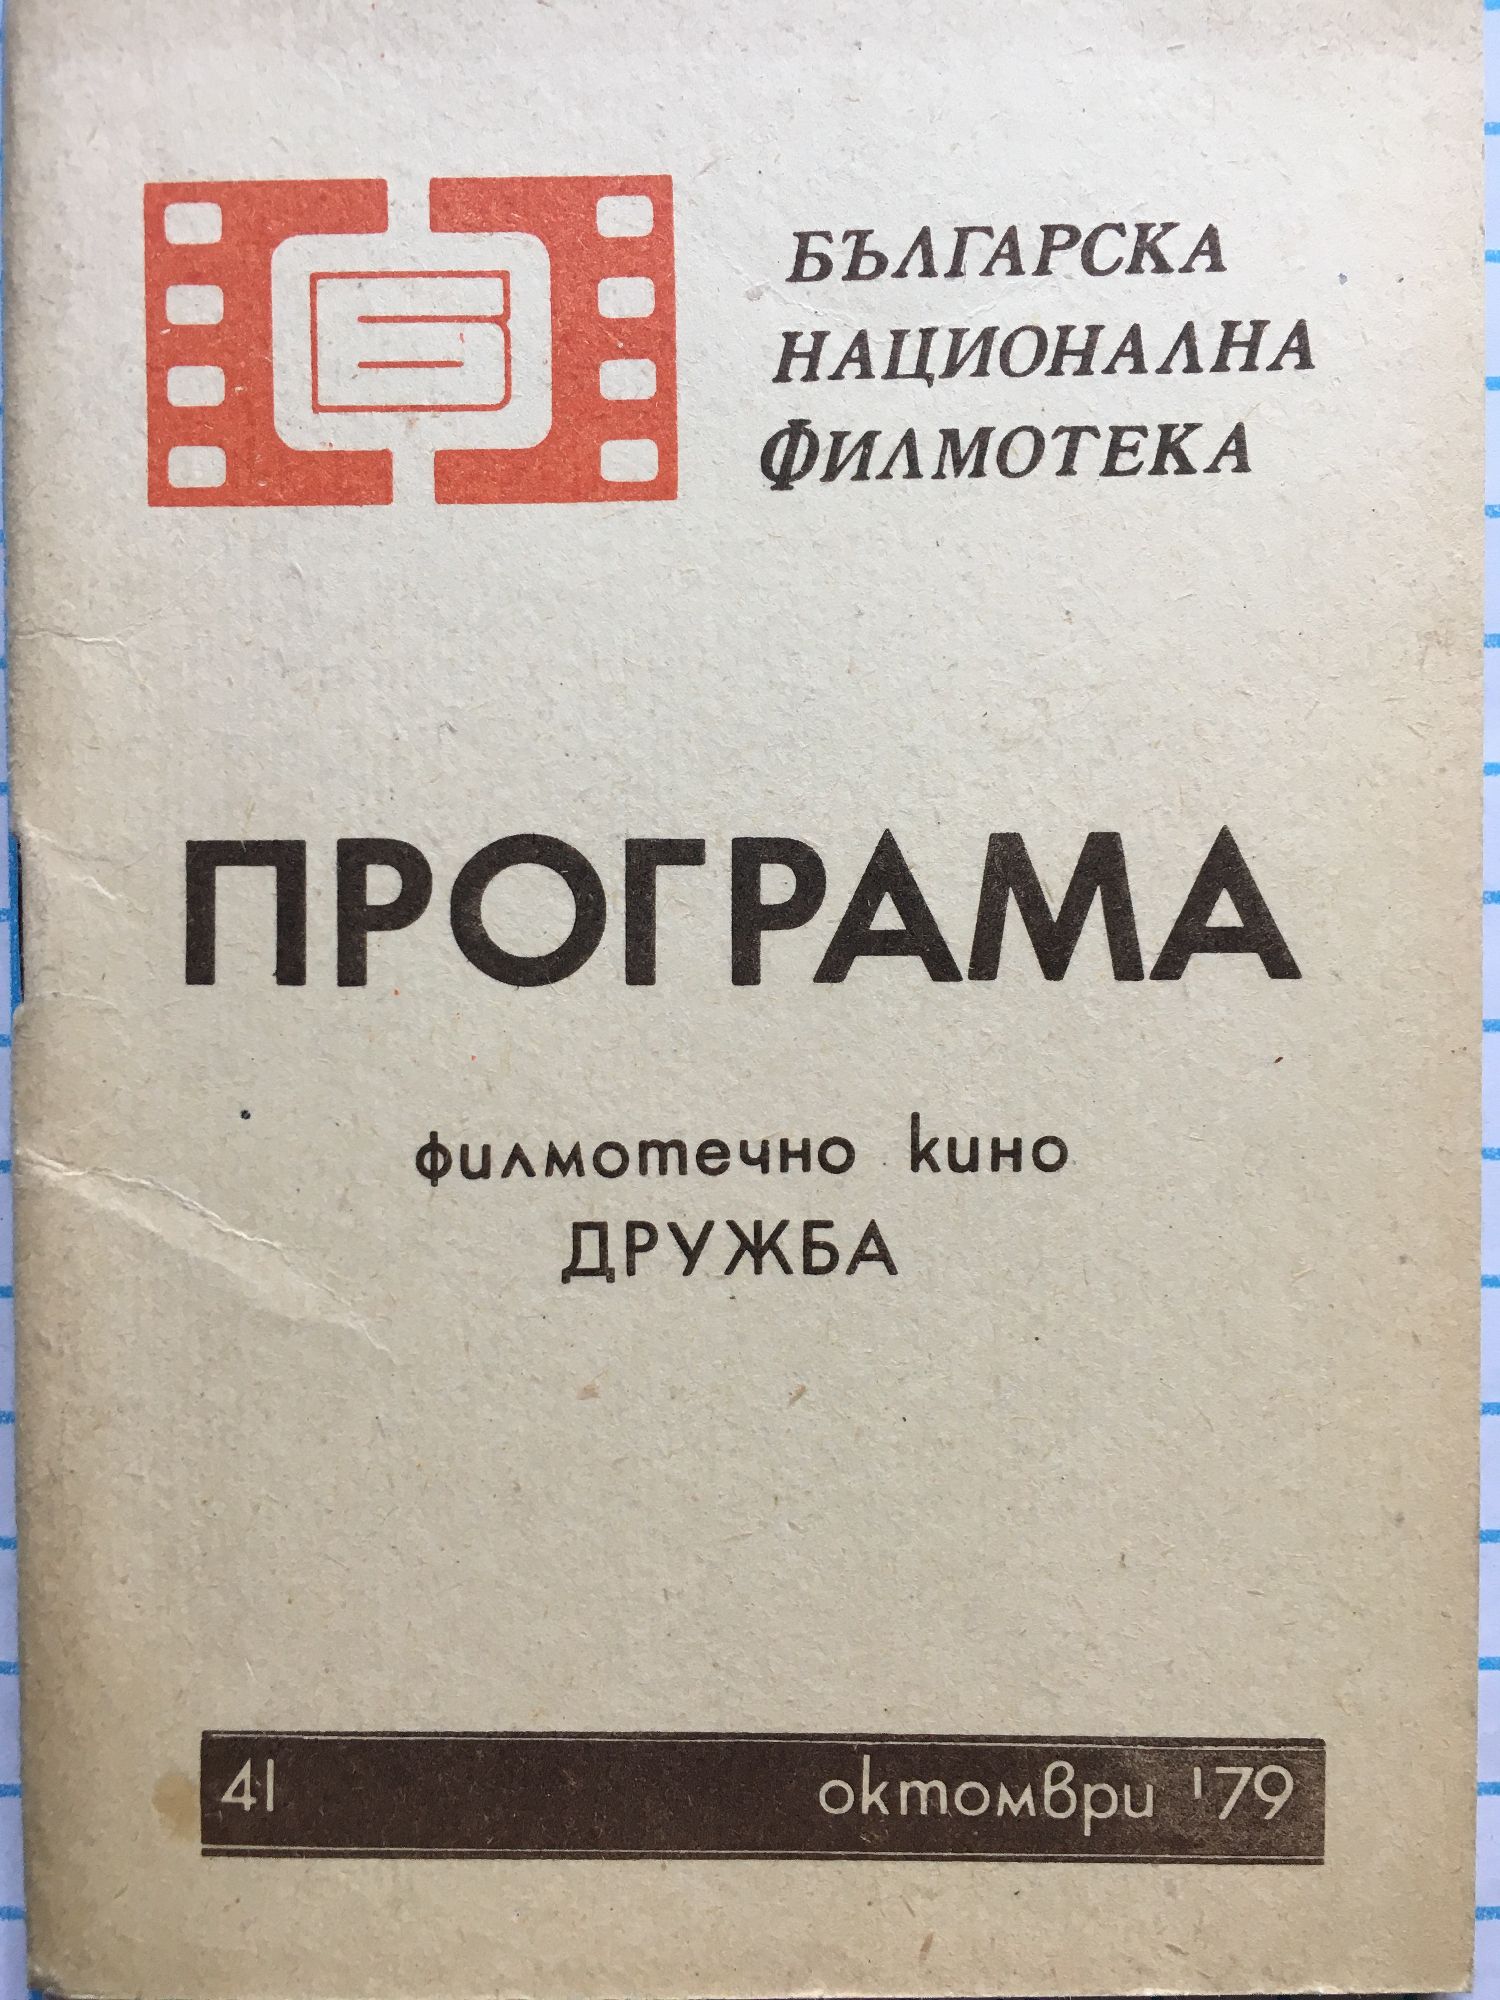 Б
БЪЛГАРСКА
НАЦИОНАЛНА
ФИЛМОТЕКА
ПРОГРАМА
филмотечно кино
ДРУЖБА
41 октомври '79